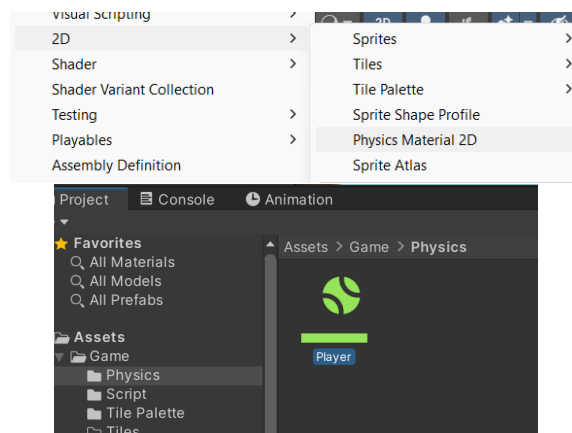 Visual Scripting
2D
Shader
Shader Variant Collection
Testing
Playables
Assembly Definition
2D
Sprites
Tiles
Tile Palette
Sprite Shape Profile
Physics Material 2D
Sprite Atlas
Project
Console
Animation
Favorites
All Materials
All Models
All Prefabs
Assets
Game
Physics
Script
Tile Palette
Tiles
Assets > Game > Physics
Player